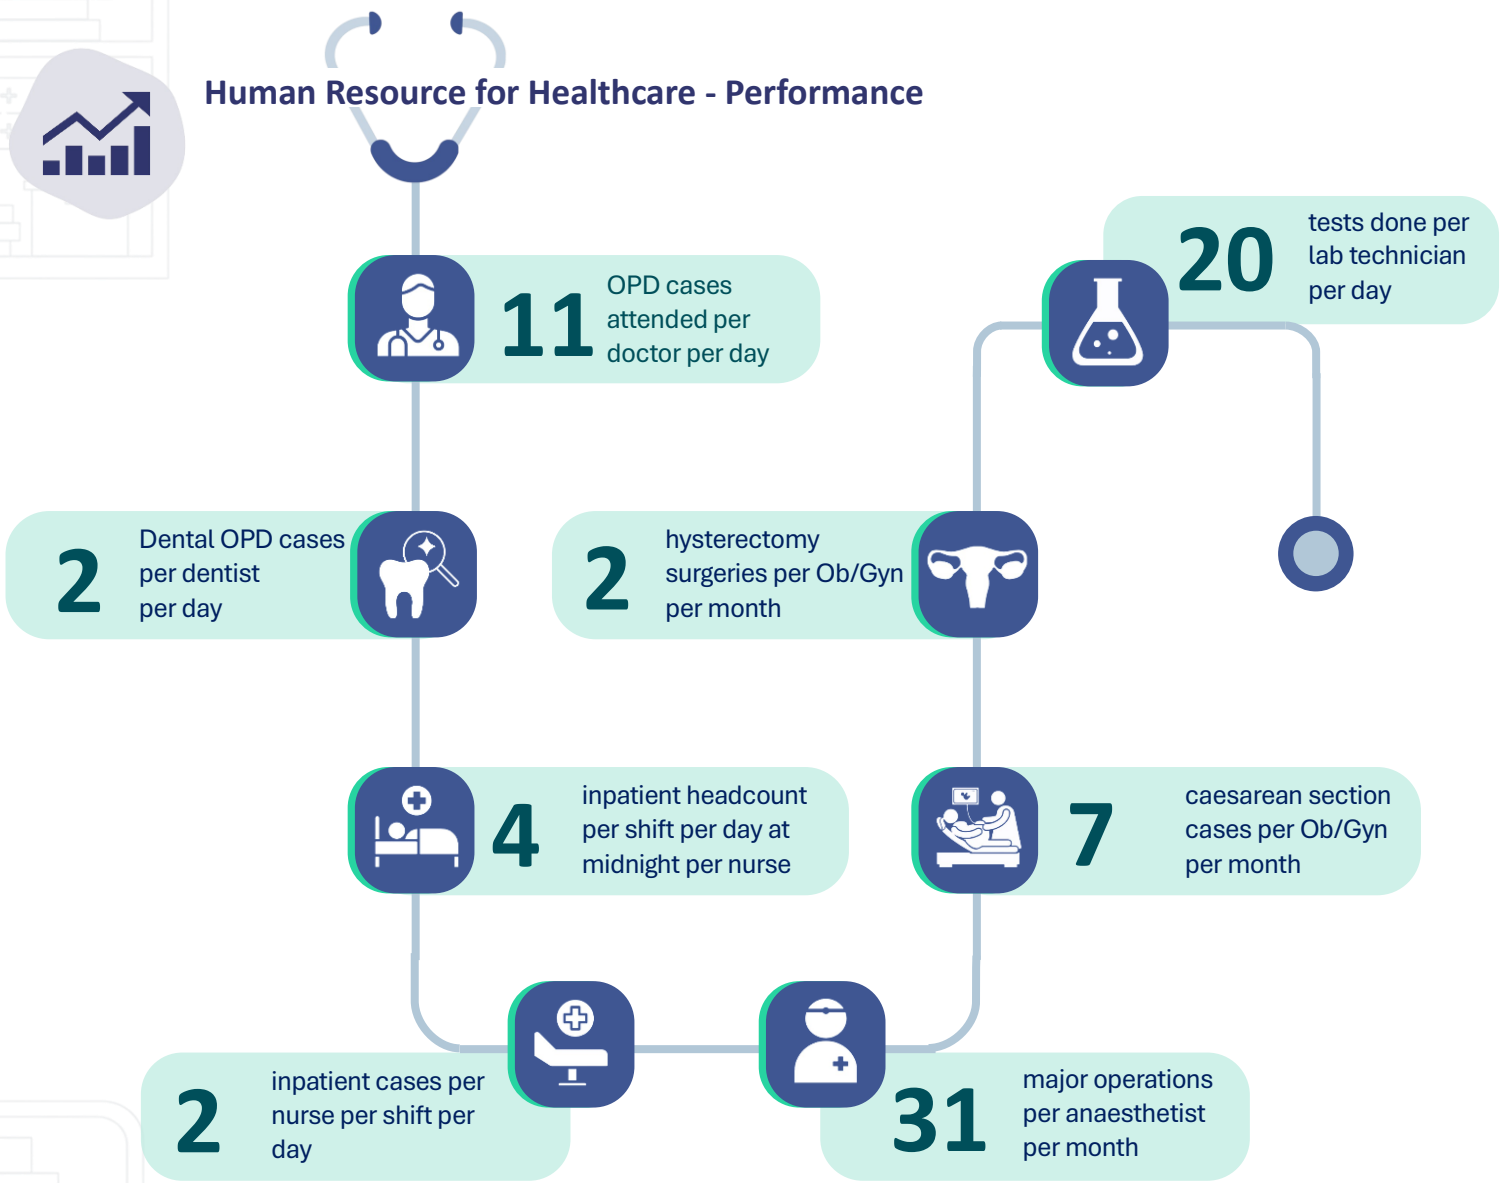 Human Resource for Healthcare - Performance
11
OPD cases
attended per
doctor per day
2
Dental OPD cases
per dentist
per day
4
inpatient headcount
per shift per day at
midnight per nurse
2
inpatient cases per
nurse per shift per
day
31
major operations
per anaesthetist
per month
7
caesarean section
cases per Ob/Gyn
per month
2
hysterectomy
surgeries per Ob/Gyn
per month
20
tests done per
lab technician
per day